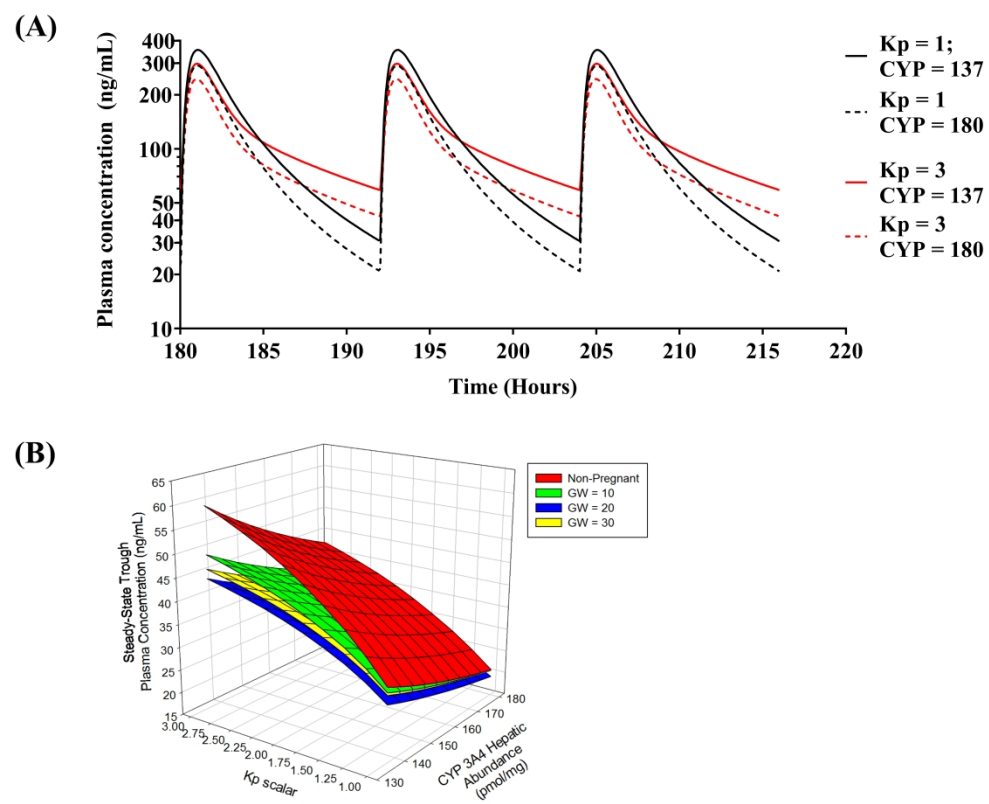 (A)
Plasma concentration (ng/mL)
400
300
200
100
50
40
30
20
10
180
185
190
195
200
205
210
215
220
Time (Hours)
Kp = 1;
CYP = 137
Kp = 1
CYP = 180
Kp = 3
CYP = 137
Kp = 3
CYP = 180
(B)
Steady-State Trough
Plasma Concentration (ng/mL)
65
60
55
50
45
40
35
30
25
20
15
3.00
2.75
2.50
2.25
2.00
1.75
1.50
1.25
1.00
Kp scalar
130
140
150
160
170
180
CYP 3A4 Hepatic
Abundance
(pmol/mg)
Non-Pregnant
GW = 10
GW = 20
GW = 30